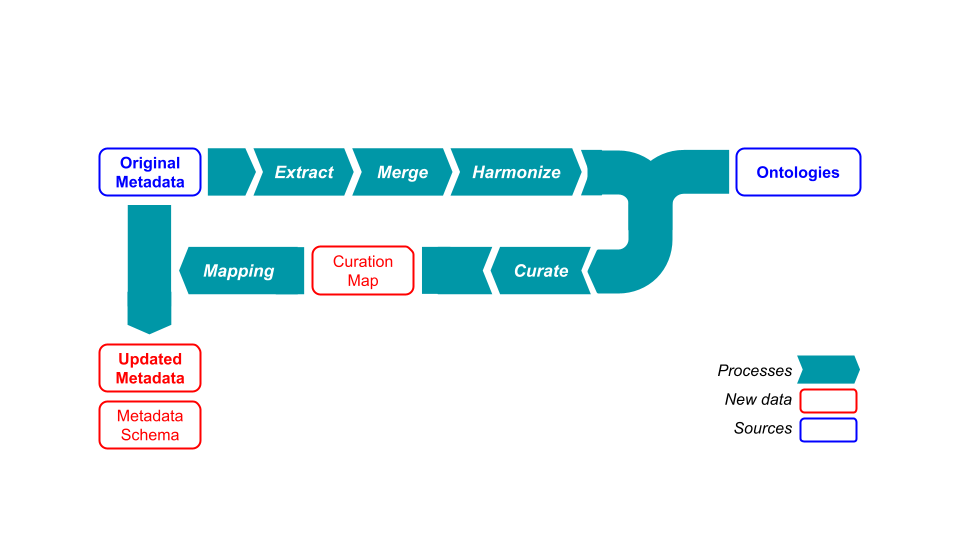 Original
Metadata
Extract
Merge
Harmonize
Ontologies
Mapping
Curation
Map
Curate
Updated
Metadata
Metadata
Schema
Processes
New data
Sources